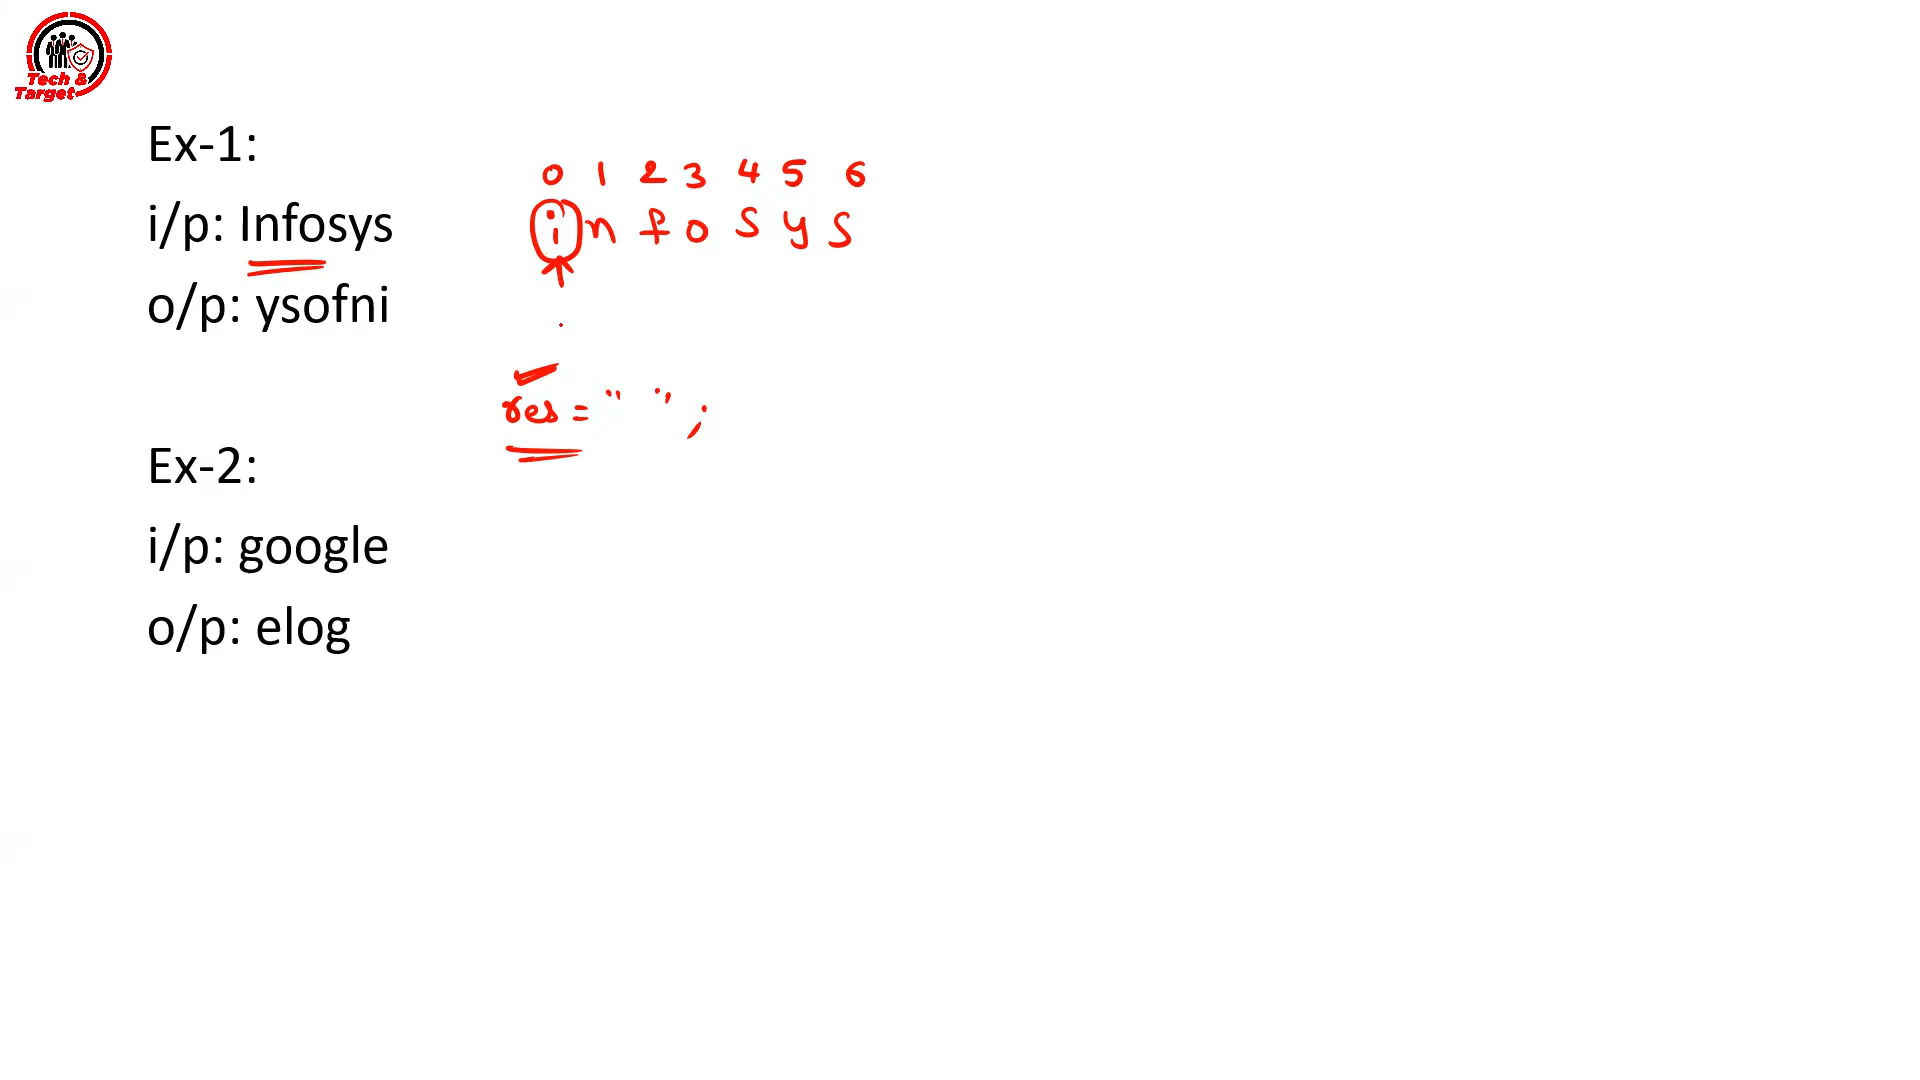 Tech &
Target
Ex-1:
i/p: Infosys
o/p: ysofni
0 1 2 3 4 5 6
i n f o s y s
res = " ";
Ex-2:
i/p: google
o/p: elog